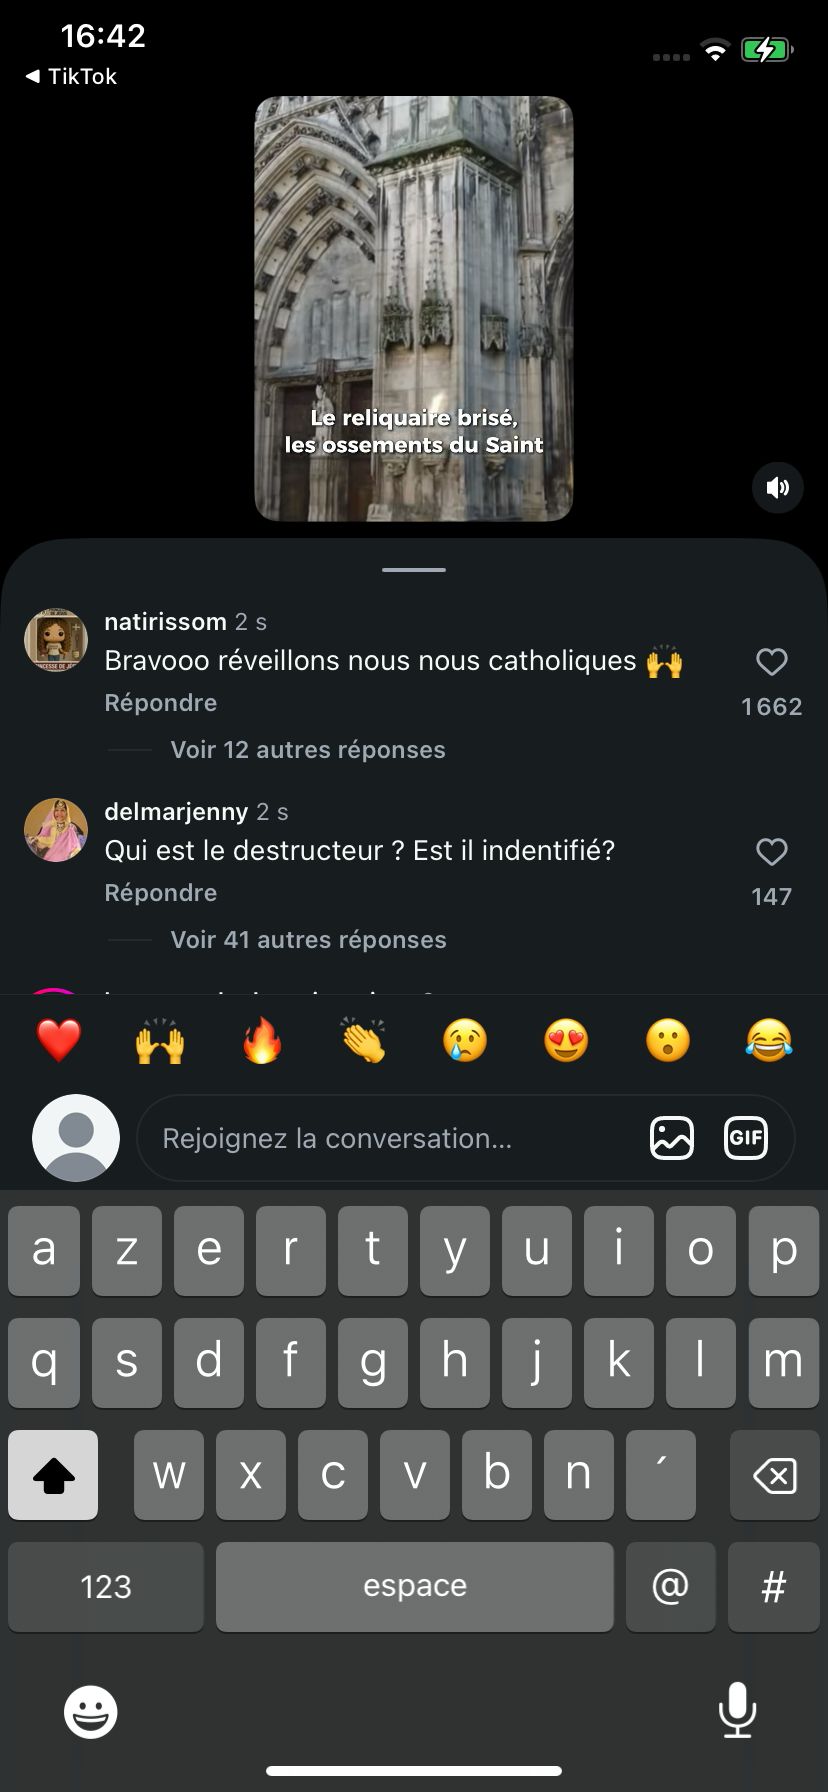 16:42
◀ TikTok
Le reliquaire brisé,
les ossements du Saint
natirissom 2 s
Bravooo réveillons nous nous catholiques 🙌
Répondre
1 662
Voir 12 autres réponses
delmarjenny 2 s
Qui est le destructeur ? Est il indentifié?
Répondre
147
Voir 41 autres réponses
Rejoignez la conversation...
GIF
a z e r t y u i o p
q s d f g h j k l m
w x c v b n ´
123 espace @ #